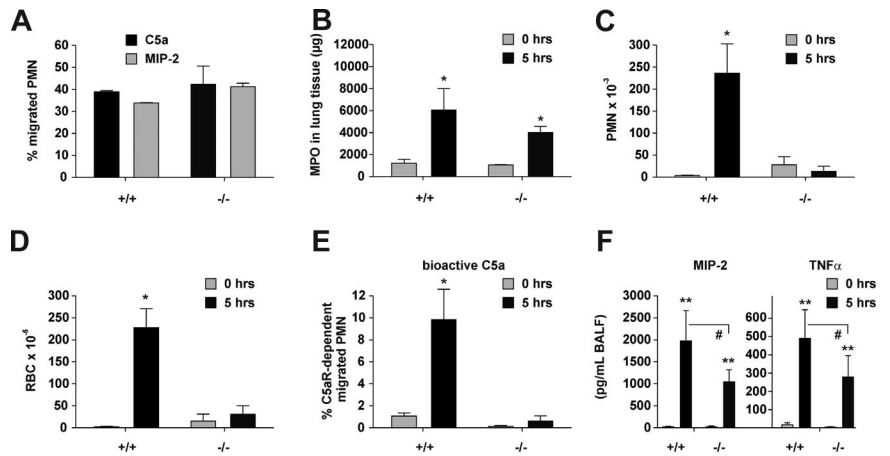 A
C5a
MIP-2
% migrated PMN
60
50
40
30
20
10
0
+/+
-/-
B
0 hrs
5 hrs
MPO in lung tissue (µg)
12000
10000
8000
6000
4000
2000
0
*
*
+/+
-/-
C
0 hrs
5 hrs
PMN x 10⁻³
350
300
250
200
150
100
50
0
*
+/+
-/-
D
0 hrs
5 hrs
RBC x 10⁻⁵
300
250
200
150
100
50
0
*
+/+
-/-
E
bioactive C5a
0 hrs
5 hrs
% C5aR-dependent
migrated PMN
12
10
8
6
4
2
0
*
+/+
-/-
F
MIP-2
TNFα
0 hrs
5 hrs
(pg/mL BALF)
3000
2500
2000
1500
1000
500
0
**
#
**
+/+
-/-
600
500
400
300
200
100
0
**
#
**
+/+
-/-